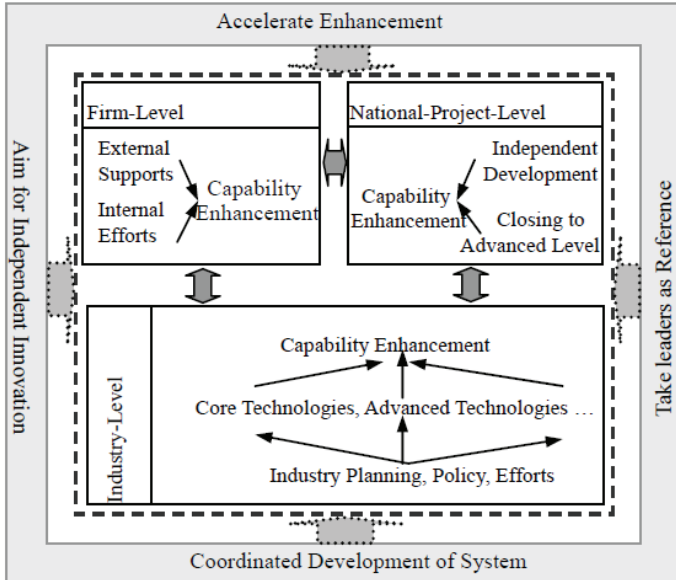 Accelerate Enhancement
Aim for Independent Innovation
Firm-Level
External
Supports
Internal
Efforts
Capability
Enhancement
National-Project-Level
Independent
Development
Capability
Enhancement
Closing to
Advanced Level
Industry-Level
Capability Enhancement
Core Technologies, Advanced Technologies …
Industry Planning, Policy, Efforts
Take leaders as Reference
Coordinated Development of System